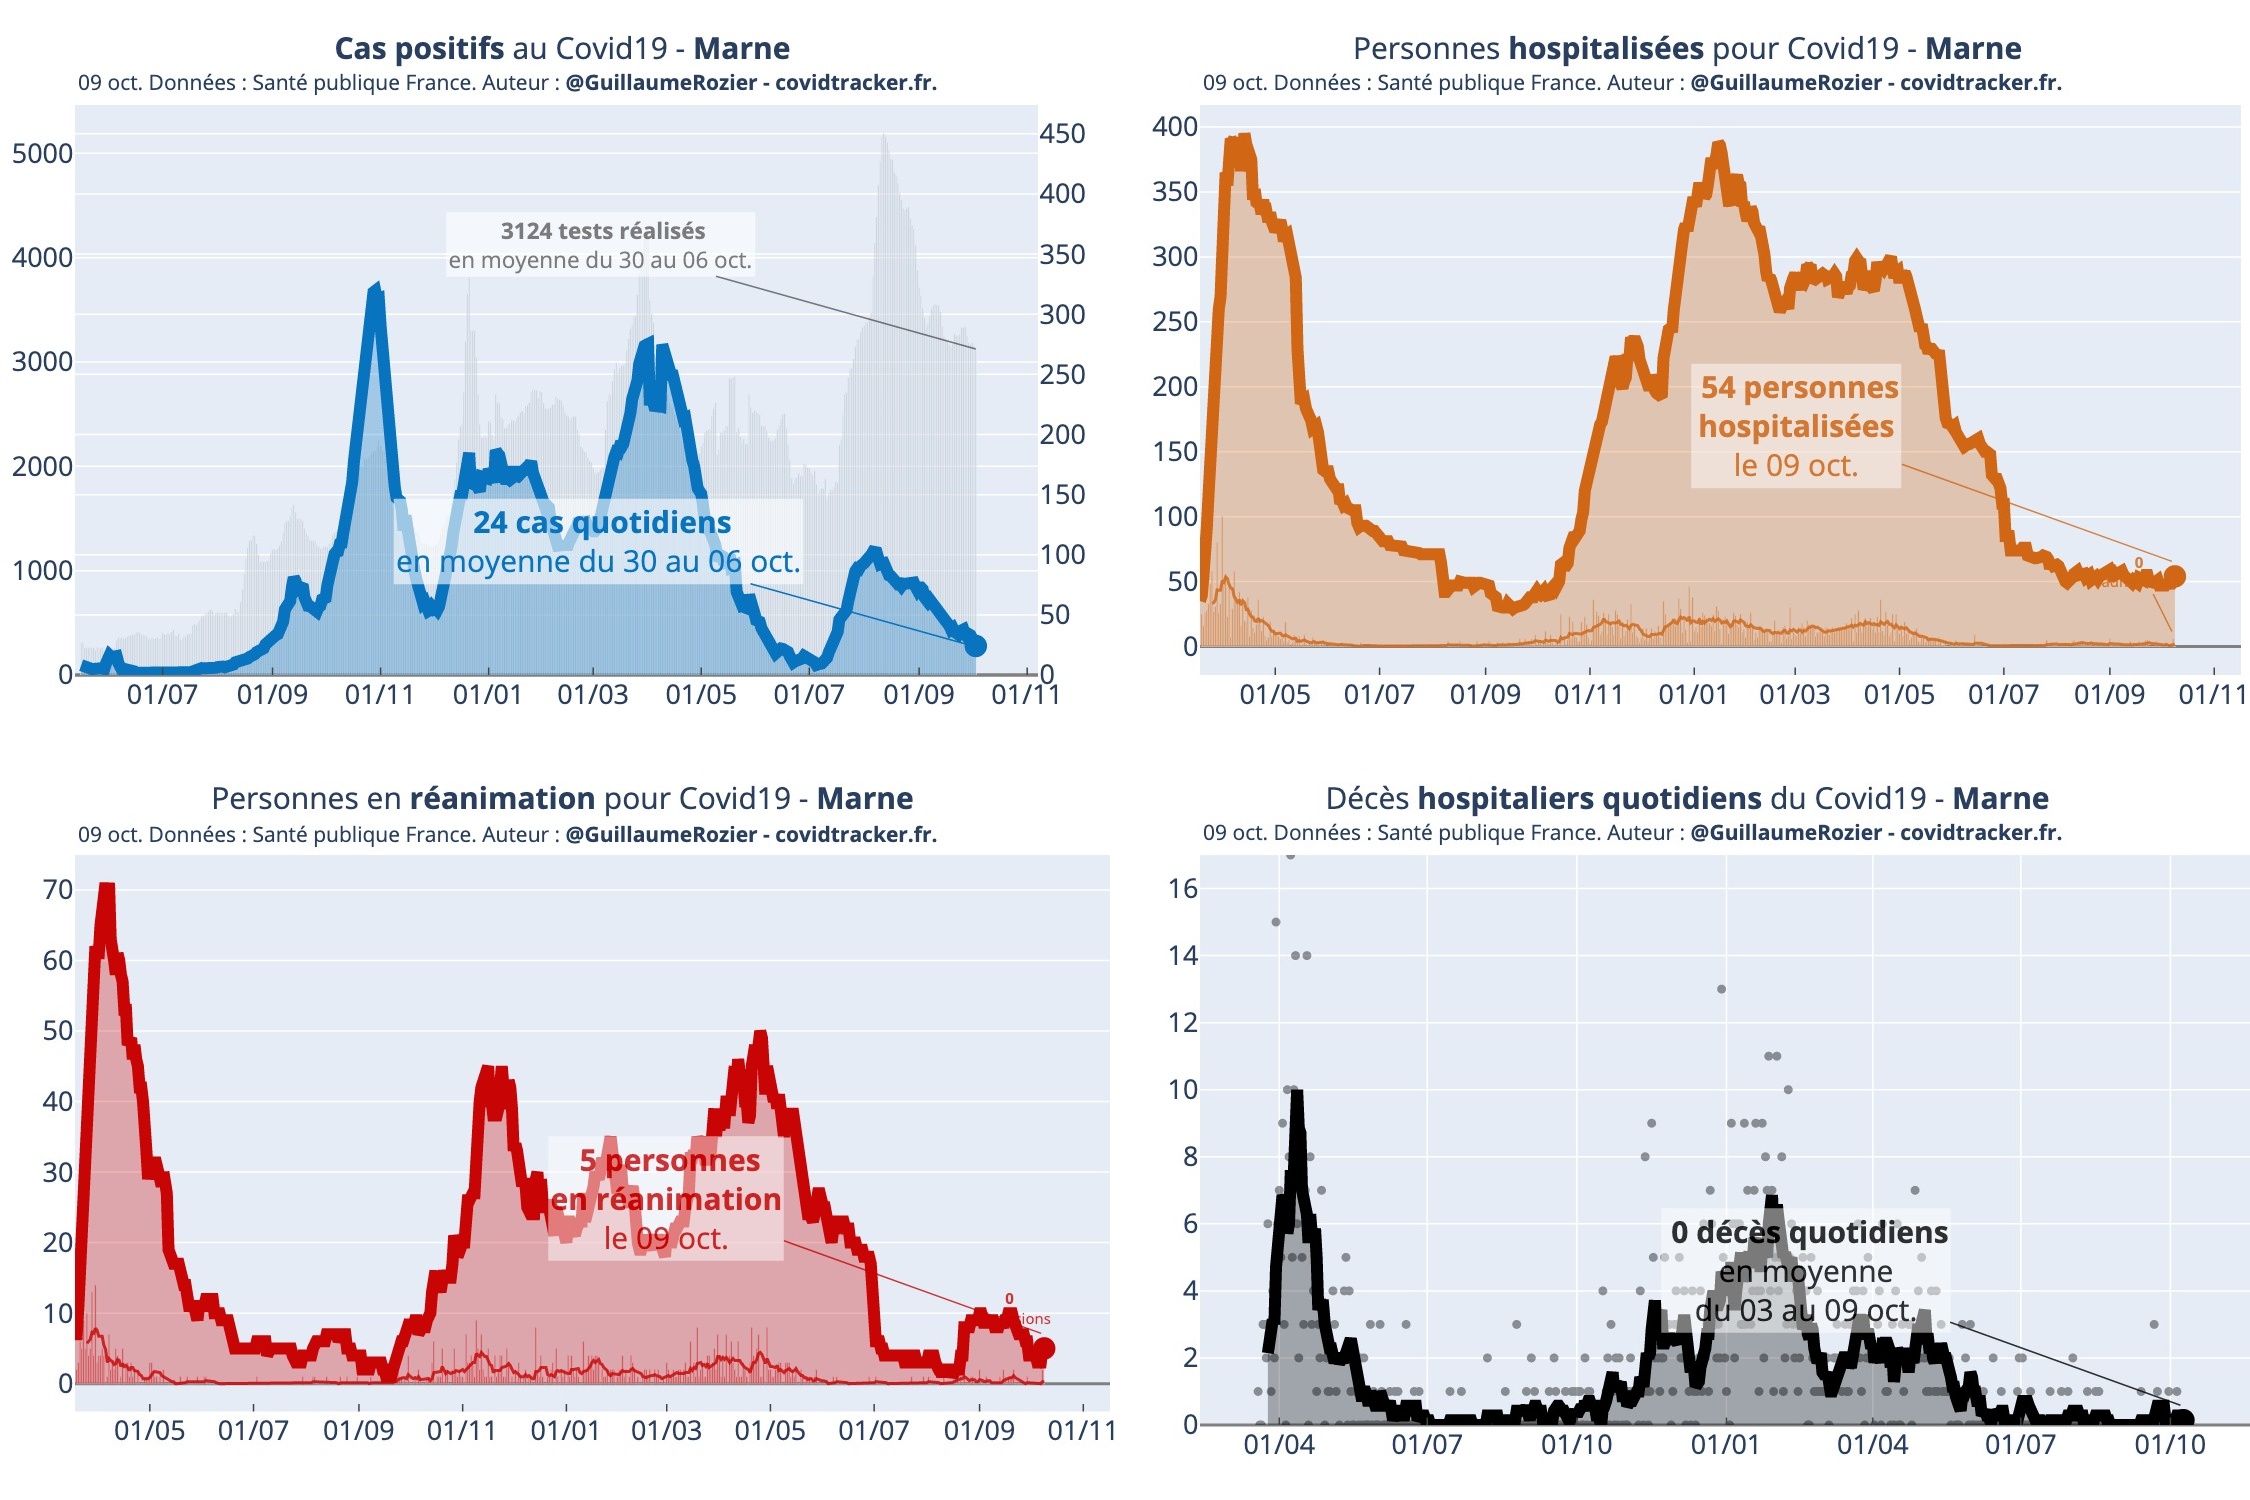 Cas positifs au Covid19 - Marne
09 oct. Données : Santé publique France. Auteur : @GuillaumeRozier - covidtracker.fr.
5000
4000
3000
2000
1000
0
450
400
350
300
250
200
150
100
50
0
3124 tests réalisés
en moyenne du 30 au 06 oct.
24 cas quotidiens
en moyenne du 30 au 06 oct.
01/07 01/09 01/11 01/01 01/03 01/05 01/07 01/09 01/11
Personnes hospitalisées pour Covid19 - Marne
09 oct. Données : Santé publique France. Auteur : @GuillaumeRozier - covidtracker.fr.
400
350
300
250
200
150
100
50
0
54 personnes
hospitalisées
le 09 oct.
0
01/05 01/07 01/09 01/11 01/01 01/03 01/05 01/07 01/09 01/11
Personnes en réanimation pour Covid19 - Marne
09 oct. Données : Santé publique France. Auteur : @GuillaumeRozier - covidtracker.fr.
70
60
50
40
30
20
10
0
5 personnes
en réanimation
le 09 oct.
0
01/05 01/07 01/09 01/11 01/01 01/03 01/05 01/07 01/09 01/11
Décès hospitaliers quotidiens du Covid19 - Marne
09 oct. Données : Santé publique France. Auteur : @GuillaumeRozier - covidtracker.fr.
16
14
12
10
8
6
4
2
0
0 décès quotidiens
en moyenne
du 03 au 09 oct.
01/04 01/07 01/10 01/01 01/04 01/07 01/10